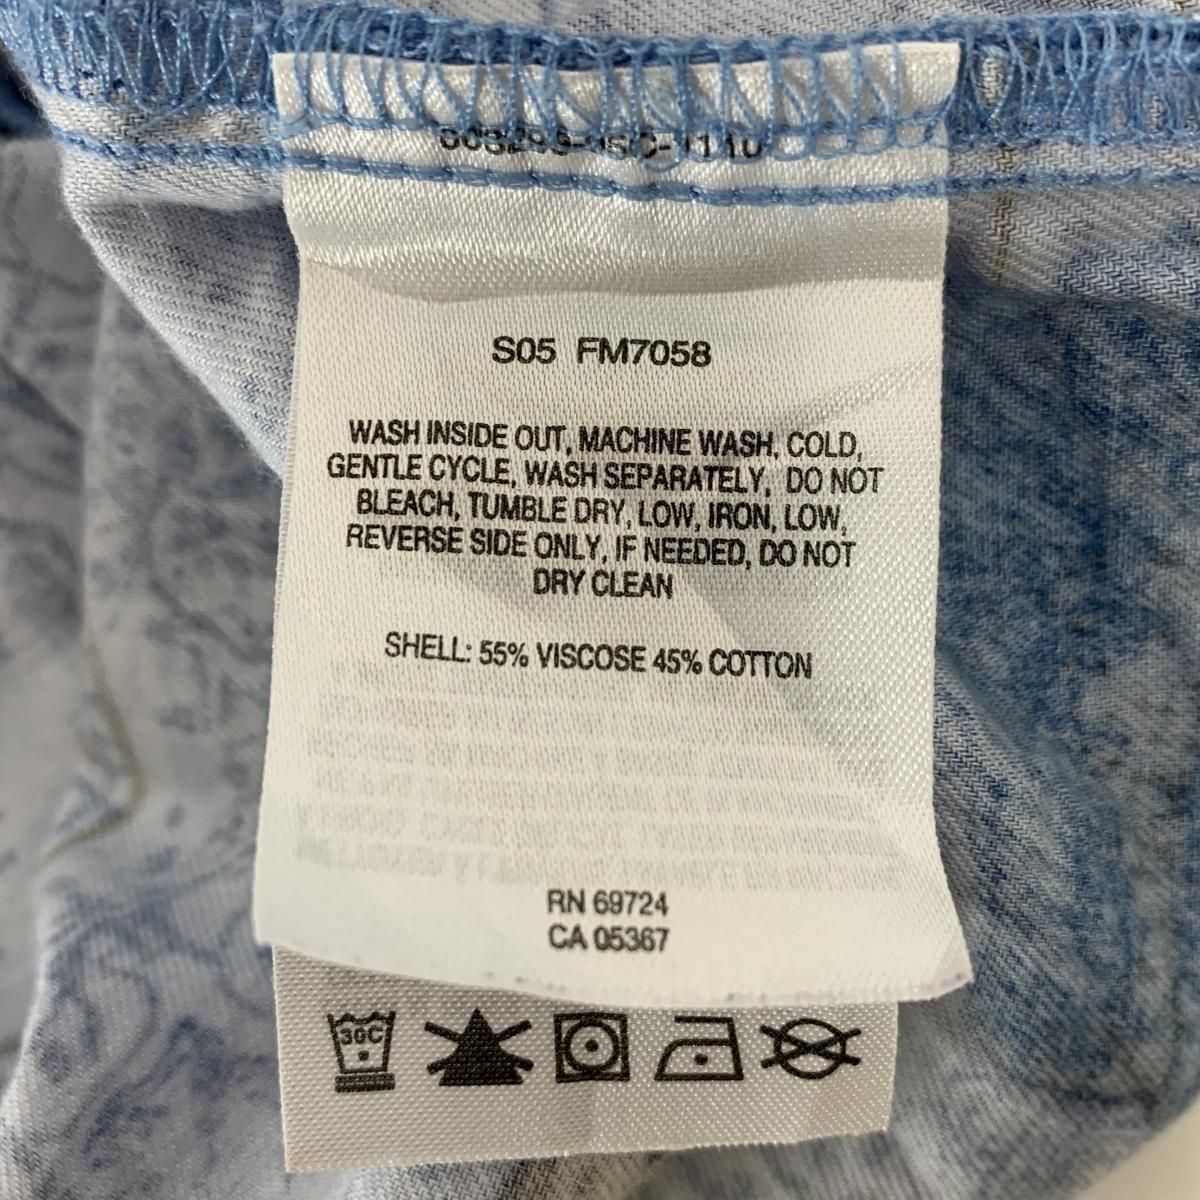 S05 FM7058
WASH INSIDE OUT, MACHINE WASH, COLD,
GENTLE CYCLE, WASH SEPARATELY, DO NOT
BLEACH, TUMBLE DRY, LOW, IRON, LOW,
REVERSE SIDE ONLY, IF NEEDED, DO NOT
DRY CLEAN
SHELL: 55% VISCOSE 45% COTTON
RN 69724
CA 05367
30C